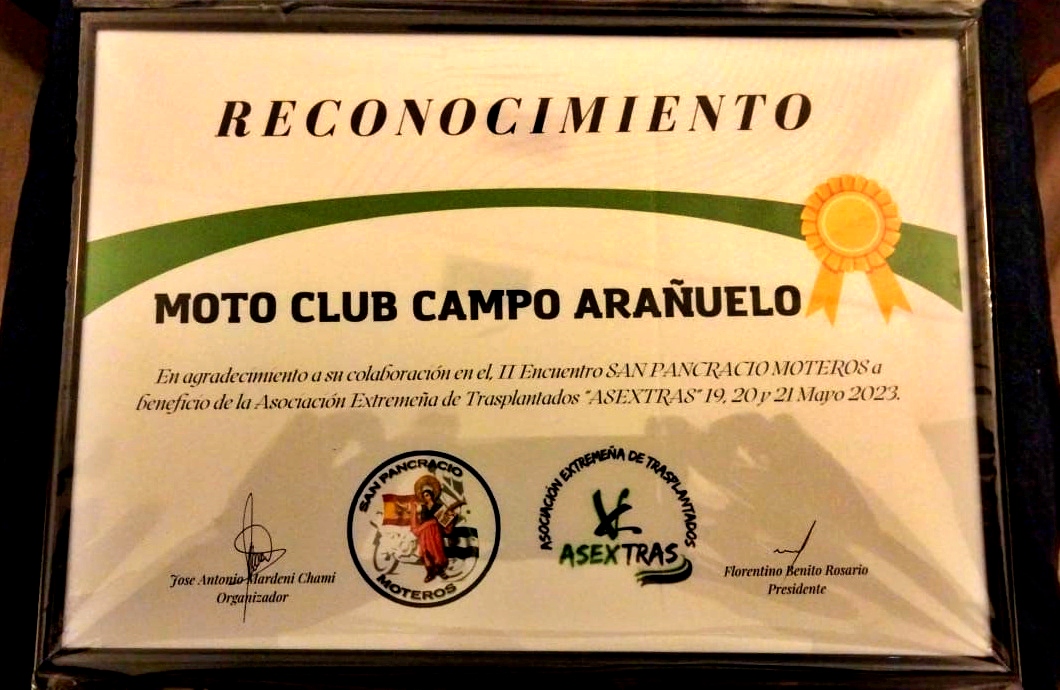 RECONOCIMIENTO
MOTO CLUB CAMPO ARAÑUELO
En agradecimiento a su colaboración en el, II Encuentro SAN PANCRACIO MOTEROS a
beneficio de la Asociación Extremeña de Trasplantados "ASEXTRAS" 19, 20 y 21 Mayo 2023.
SAN PANCRACIO
MOTEROS
ASOCIACIÓN EXTREMEÑA DE TRASPLANTADOS
ASEXTRAS
Jose Antonio Mardeni Chami
Organizador
Florentino Benito Rosario
Presidente